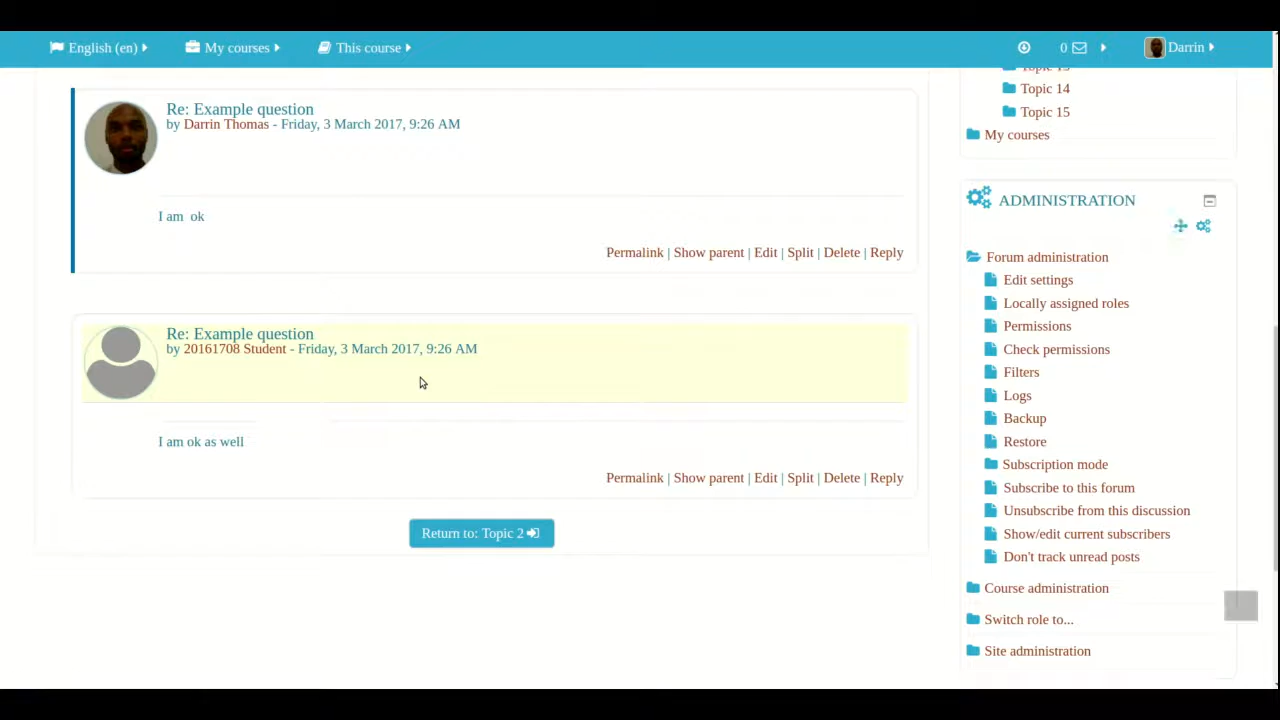 English (en) My courses This course 0 Darrin
Re: Example question
by Darrin Thomas - Friday, 3 March 2017, 9:26 AM
I am ok
Permalink | Show parent | Edit | Split | Delete | Reply
Re: Example question
by 20161708 Student - Friday, 3 March 2017, 9:26 AM
I am ok as well
Permalink | Show parent | Edit | Split | Delete | Reply
Return to: Topic 2
Topic 14
Topic 15
My courses
ADMINISTRATION
Forum administration
Edit settings
Locally assigned roles
Permissions
Check permissions
Filters
Logs
Backup
Restore
Subscription mode
Subscribe to this forum
Unsubscribe from this discussion
Show/edit current subscribers
Don't track unread posts
Course administration
Switch role to...
Site administration